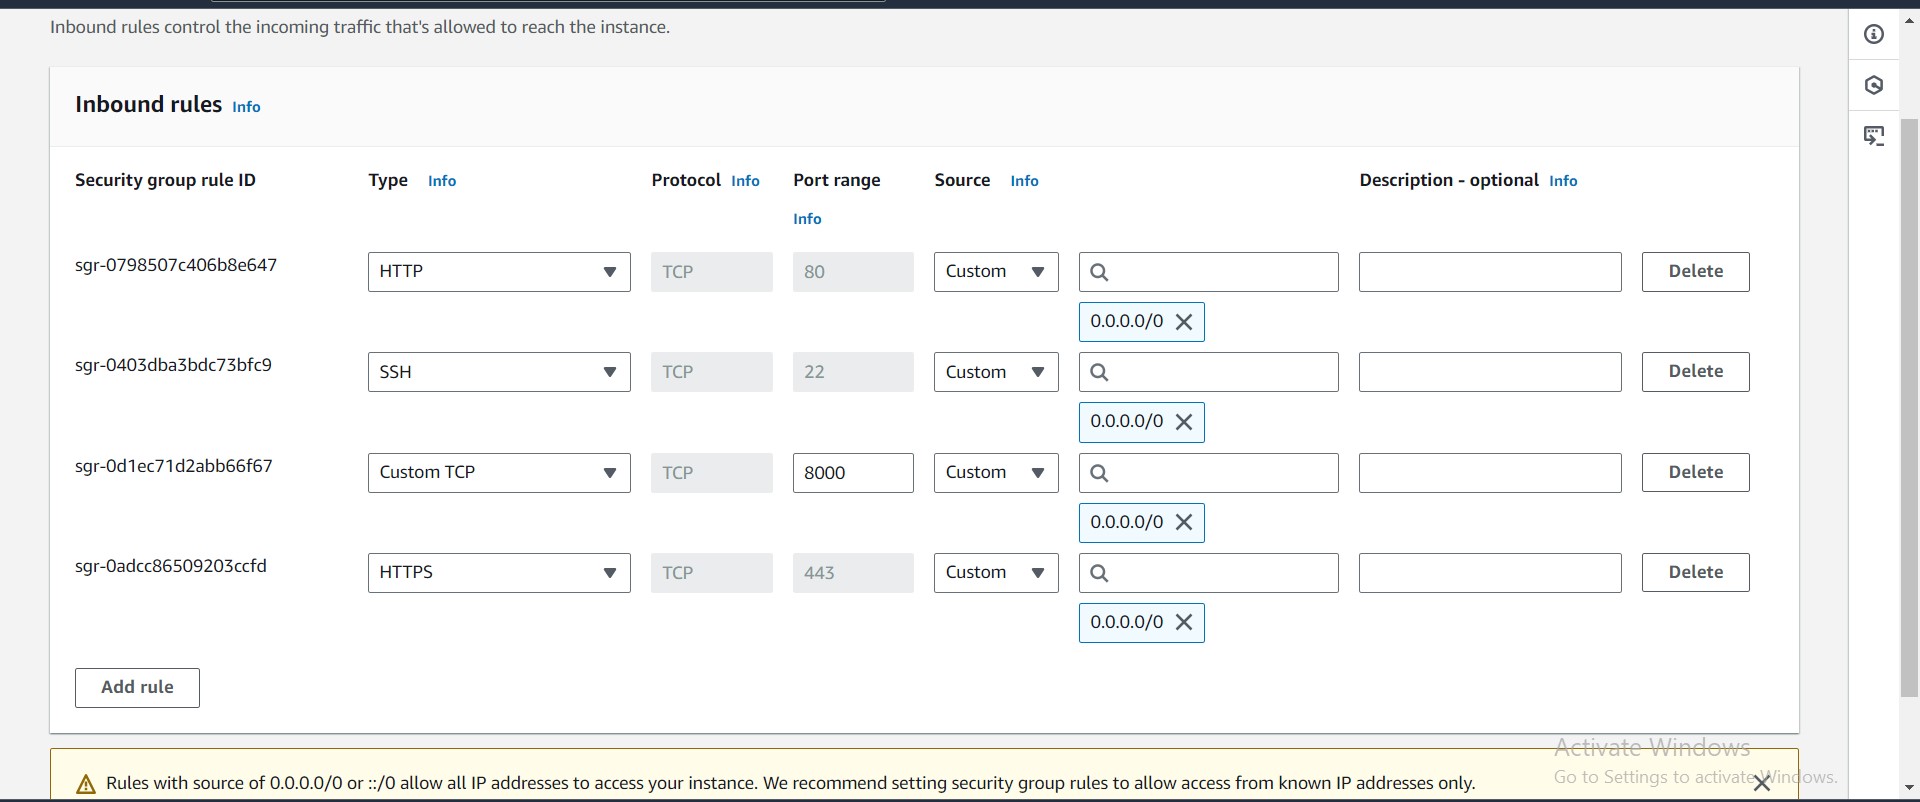 Inbound rules control the incoming traffic that's allowed to reach the instance.
Inbound rules Info
Security group rule ID Type Info Protocol Info Port range Source Info Description - optional Info
Info
sgr-0798507c406b8e647 HTTP TCP 80 Custom Delete
0.0.0.0/0
sgr-0403dba3bdc73bfc9 SSH TCP 22 Custom Delete
0.0.0.0/0
sgr-0d1ec71d2abb66f67 Custom TCP TCP 8000 Custom Delete
0.0.0.0/0
sgr-0adcc86509203ccfd HTTPS TCP 443 Custom Delete
0.0.0.0/0
Add rule
Activate Windows
Rules with source of 0.0.0.0/0 or ::/0 allow all IP addresses to access your instance. We recommend setting security group rules to allow access from known IP addresses only.
Go to Settings to activate Windows.